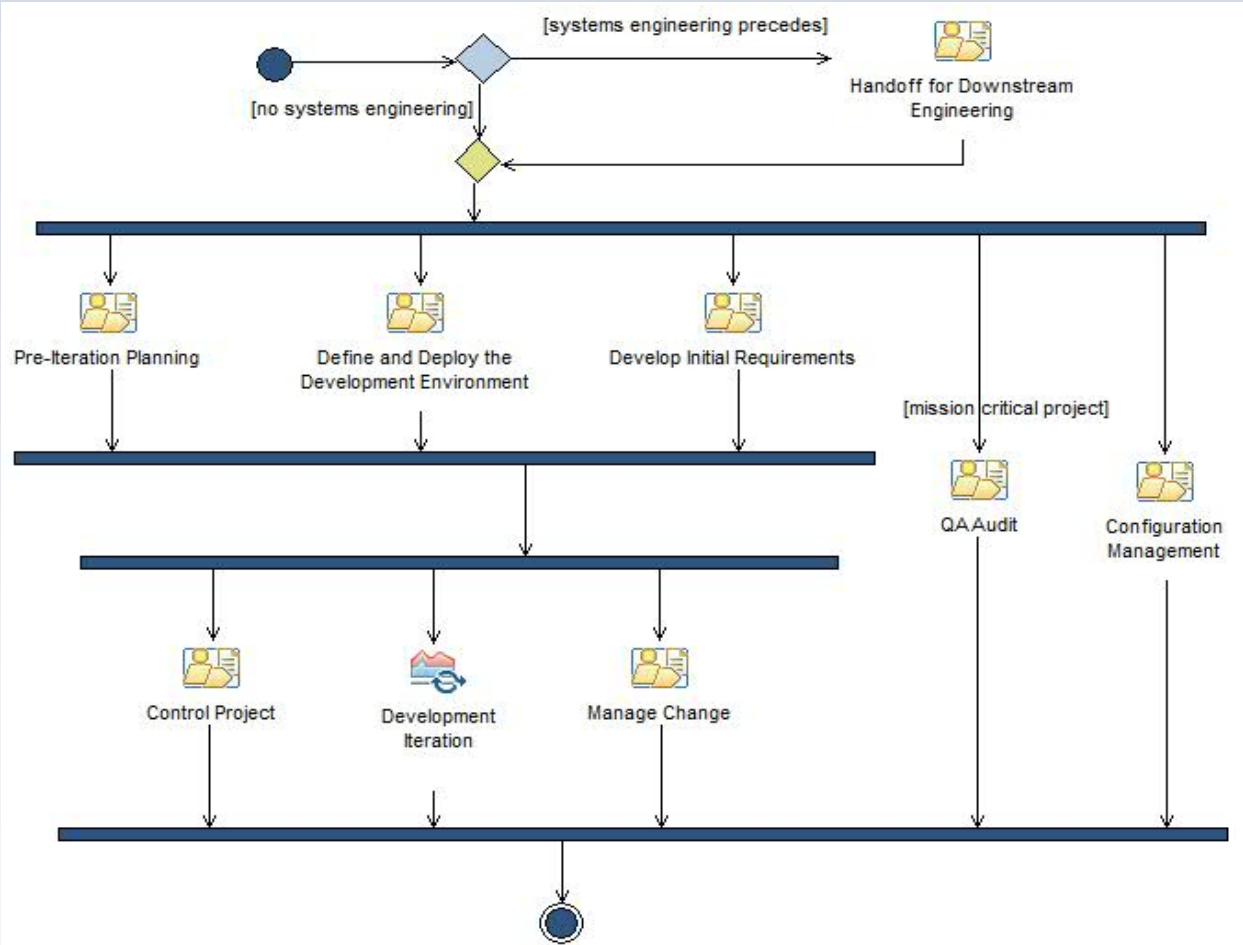 [systems engineering precedes]
Handoff for Downstream
Engineering
[no systems engineering]
Pre-Iteration Planning
Define and Deploy the
Development Environment
Develop Initial Requirements
[mission critical project]
QA Audit
Configuration
Management
Control Project
Development
Iteration
Manage Change